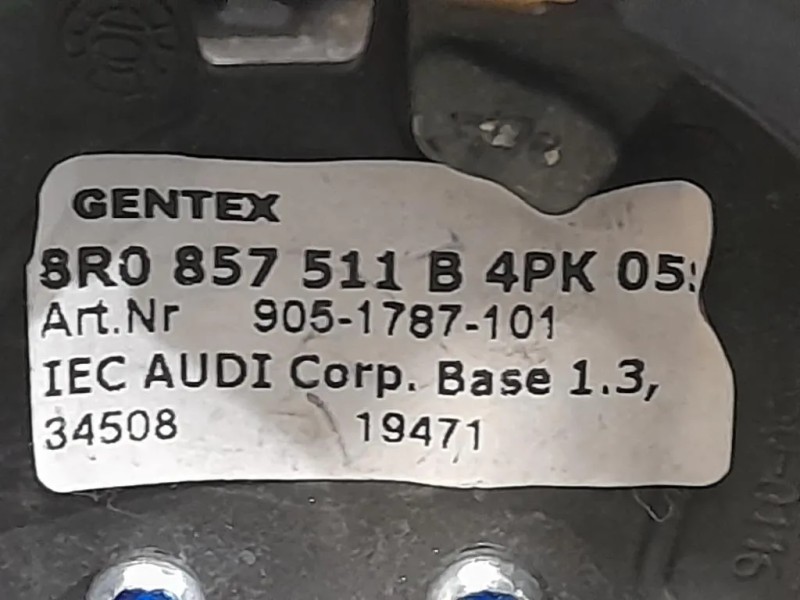 GENTEX
8R0 857 511 B 4PK 05
Art.Nr 905-1787-101
IEC AUDI Corp. Base 1.3,
34508 19471